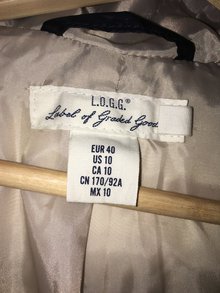 L.O.G.G.®
Label of Graded Goods
EUR 40
US 10
CA 10
CN 170/92A
MX 10